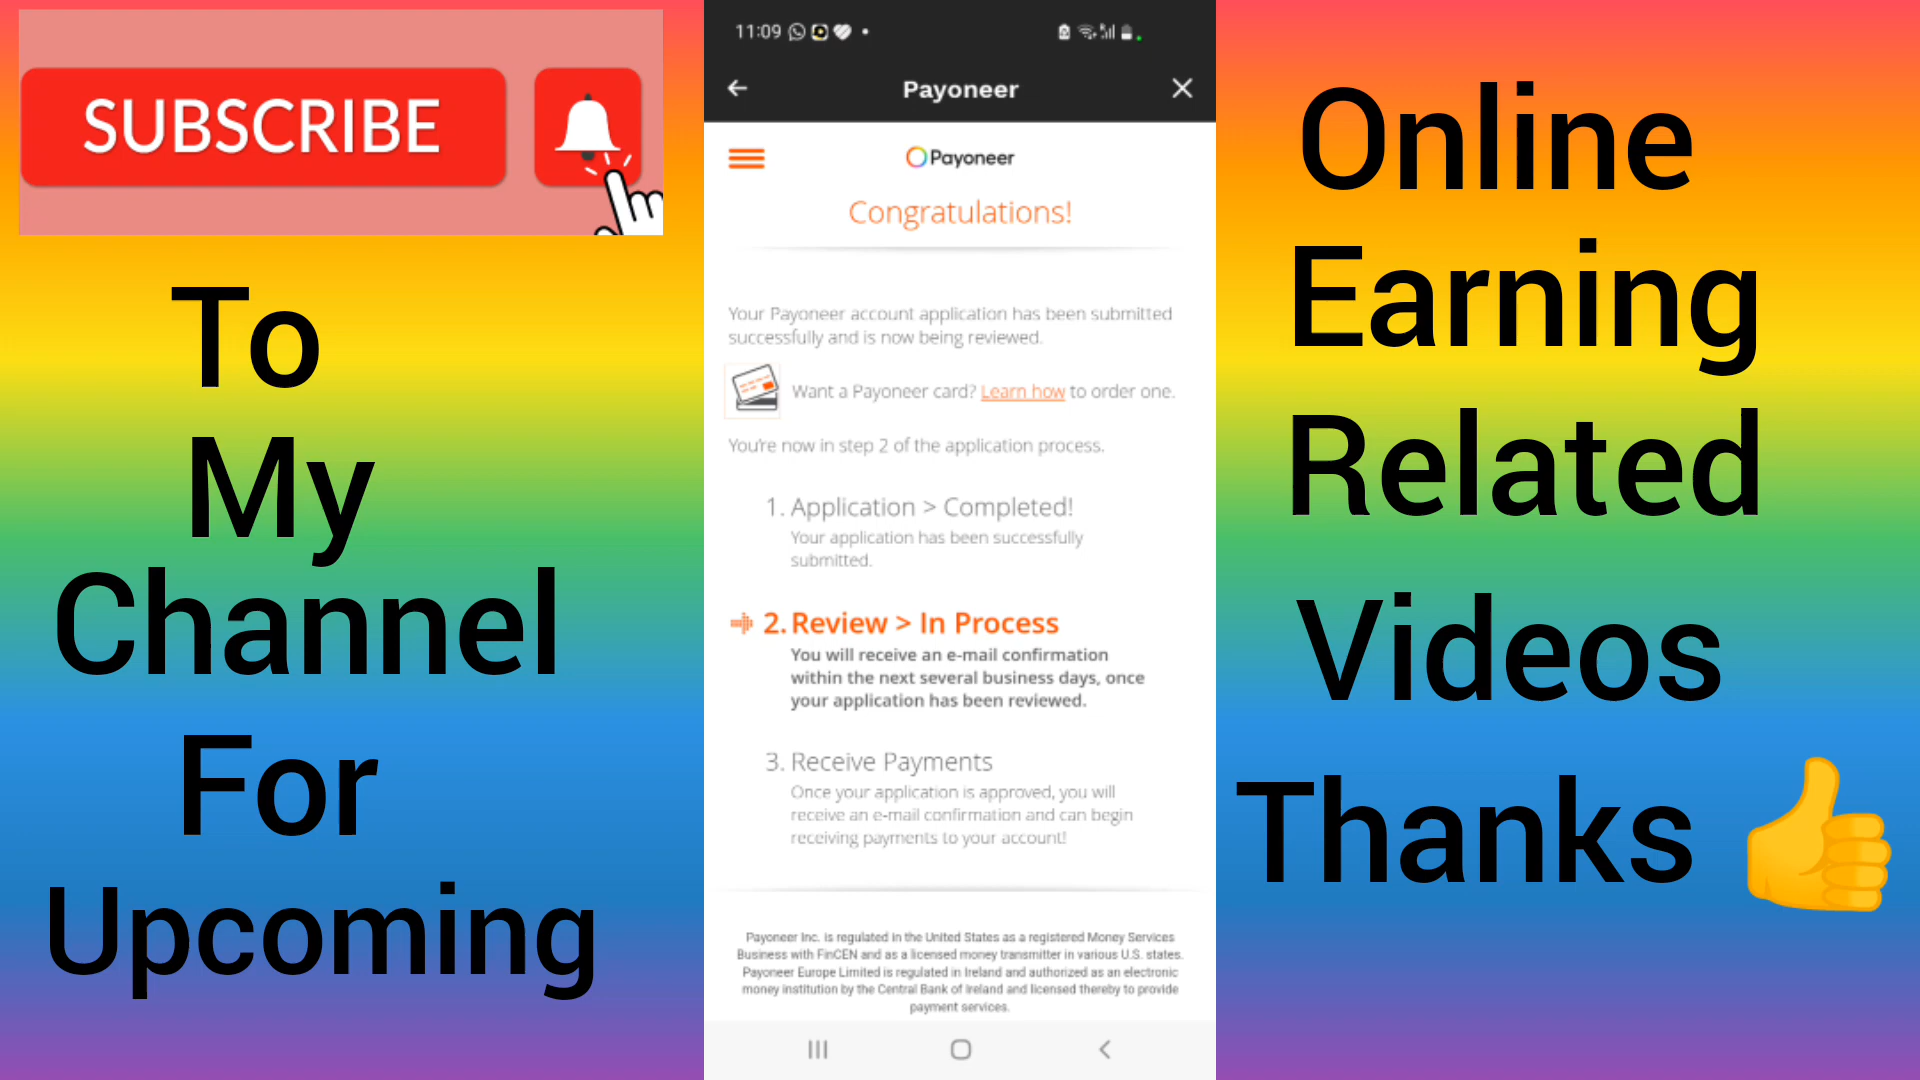 SUBSCRIBE
To
My
Channel
For
Upcoming
11:09
Payoneer
Payoneer
Congratulations!
Your Payoneer account application has been submitted
successfully and is now being reviewed.
Want a Payoneer card? Learn how to order one.
You're now in step 2 of the application process.
1. Application > Completed!
Your application has been successfully
submitted.
2. Review > In Process
You will receive an e-mail confirmation
within the next several business days, once
your application has been reviewed.
3. Receive Payments
Once your application is approved, you will
receive an e-mail confirmation and can begin
receiving payments to your account!
Payoneer Inc. is regulated in the United States as a registered Money Services
Business with FinCEN and as a licensed money transmitter in various U.S. states.
Payoneer Europe Limited is regulated in Ireland and authorized as an electronic
money institution by the Central Bank of Ireland and licensed thereby to provide
payment services.
Online
Earning
Related
Videos
Thanks